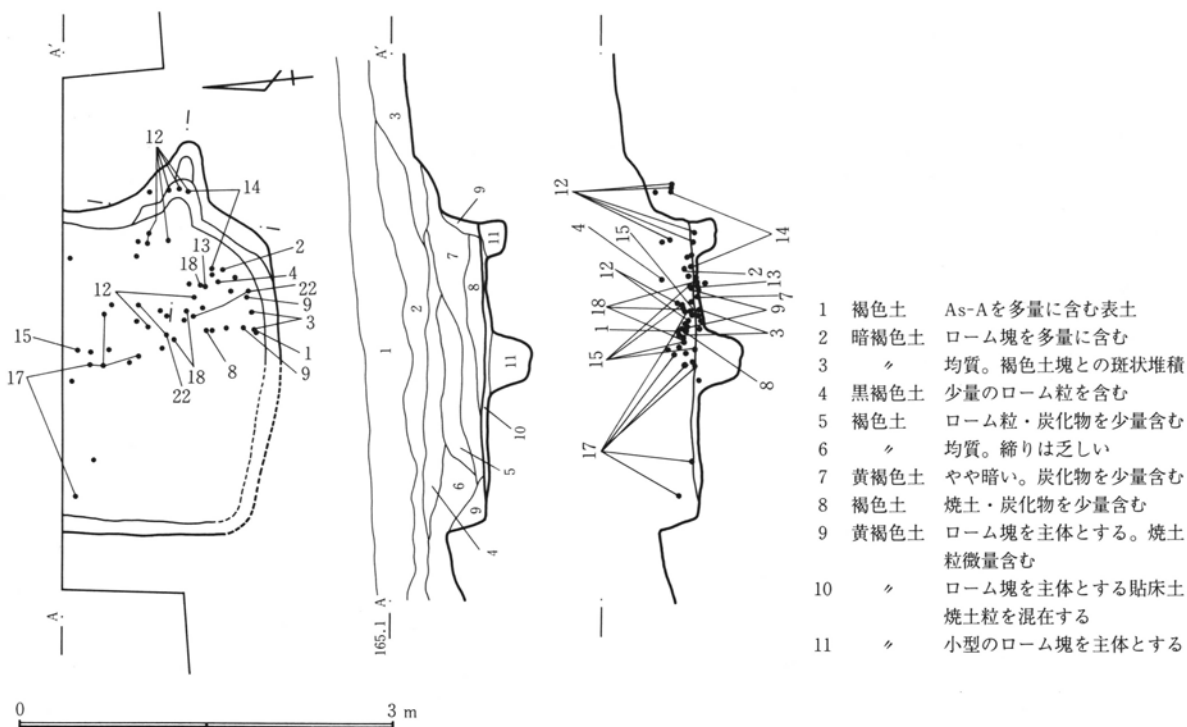 A′
A′
12
14
13
2
18
4
22
12
9
3
15
1
8
18
9
17
22
A
3
9
11
7
2
8
1
11
10
5
6
9
4
165.1 A
12
4
15
14
12
2
13
18
7
9
1
3
15
8
17
0 3 m
1 褐色土 As-Aを多量に含む表土
2 暗褐色土 ローム塊を多量に含む
3 〃 均質。褐色土塊との斑状堆積
4 黒褐色土 少量のローム粒を含む
5 褐色土 ローム粒・炭化物を少量含む
6 〃 均質。締りは乏しい
7 黄褐色土 やや暗い。炭化物を少量含む
8 褐色土 焼土・炭化物を少量含む
9 黄褐色土 ローム塊を主体とする。焼土
粒微量含む
10 〃 ローム塊を主体とする貼床土
焼土粒を混在する
11 〃 小型のローム塊を主体とする